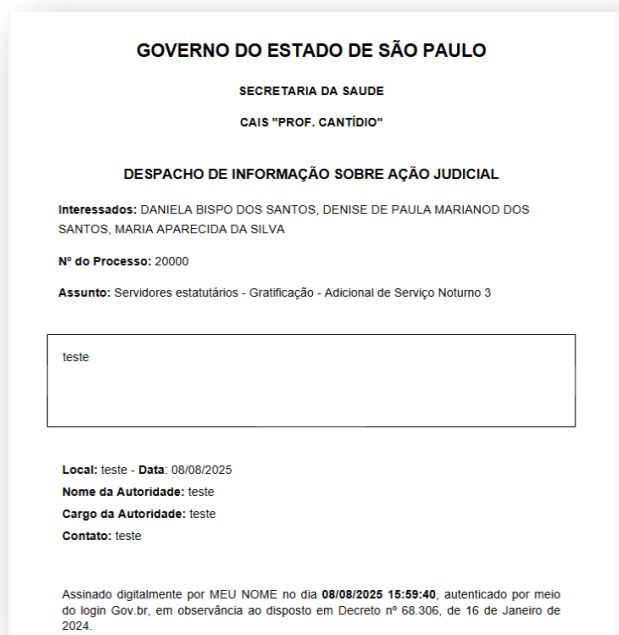 GOVERNO DO ESTADO DE SÃO PAULO
SECRETARIA DA SAUDE
CAIS "PROF. CANTÍDIO"
DESPACHO DE INFORMAÇÃO SOBRE AÇÃO JUDICIAL
Interessados: DANIELA BISPO DOS SANTOS, DENISE DE PAULA MARIANOD DOS
SANTOS, MARIA APARECIDA DA SILVA
Nº do Processo: 20000
Assunto: Servidores estatutários - Gratificação - Adicional de Serviço Noturno 3
teste
Local: teste - Data: 08/08/2025
Nome da Autoridade: teste
Cargo da Autoridade: teste
Contato: teste
Assinado digitalmente por MEU NOME no dia 08/08/2025 15:59:40, autenticado por meio
do login Gov.br, em observância ao disposto em Decreto nº 68.306, de 16 de Janeiro de
2024.